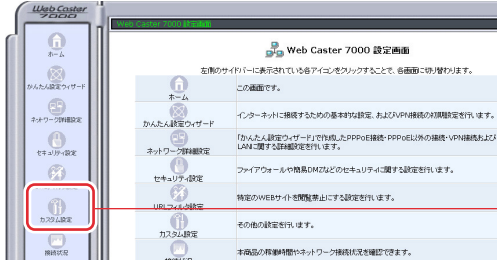 Web Caster
7000
ホーム
かんたん設定ウィザード
ネットワーク詳細設定
セキュリティ設定
カスタム設定
接続状況
Web Caster 7000 設定画面
Web Caster 7000 設定画面
左側のサイドバーに表示されている各アイコンをクリックすることで、各画面に切り替わります。
ホーム
この画面です。
かんたん設定ウィザード
インターネットに接続するための基本的な設定、およびVPN接続の初期設定を行います。
ネットワーク詳細設定
「かんたん設定ウィザード」で作成したPPPoE接続・PPPoE以外の接続・VPN接続および
LANに関する詳細設定を行います。
セキュリティ設定
ファイアウォールや簡易DMZなどのセキュリティに関する設定を行います。
URLフィルタ設定
特定のWEBサイトを閲覧禁止にする設定を行います。
カスタム設定
その他の設定を行います。
本商品の稼働時間やネットワーク接続状況を確認できます。